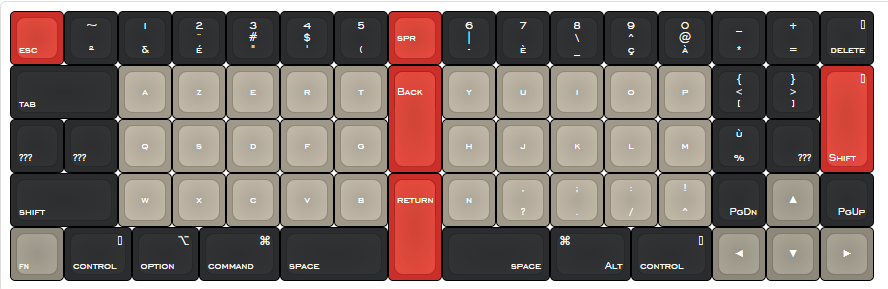 ESC
~
ª
1
&
2
¨
É
3
#
"
4
$
'
5
(
SPR
6
|
-
7
È
8
\
_
9
^
Ç
0
@
À
_
*
+
=
DELETE
TAB
A
Z
E
R
T
BACK
Y
U
I
O
P
{
<
[
}
>
]
SHIFT
???
???
Q
S
D
F
G
H
J
K
L
M
ù
%
???
SHIFT
W
X
C
V
B
RETURN
N
.
?
;
.
:
/
!
^
PGDN
▲
PGUP
FN
CONTROL
⌥
OPTION
⌘
COMMAND
SPACE
SPACE
⌘
ALT
CONTROL
◄
▼
►